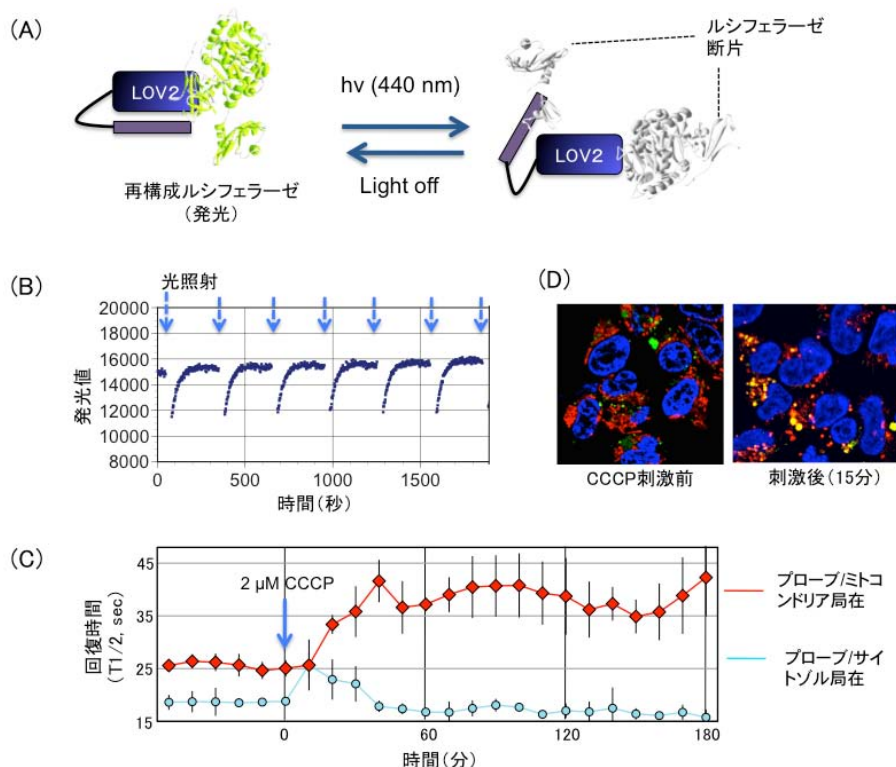 (A)
ルシフェラーゼ
断片
LOV2
hv (440 nm)
Light off
LOV2
再構成ルシフェラーゼ
(発光)
(B)
光照射
20000
18000
16000
14000
12000
10000
8000
発光値
0
500
1000
1500
時間(秒)
(D)
CCCP刺激前
刺激後(15分)
(C)
45
35
25
15
回復時間
(T1/2, sec)
2 μM CCCP
0
60
120
180
時間(分)
プローブ/ミトコ
ンドリア局在
プローブ/サイ
トゾル局在